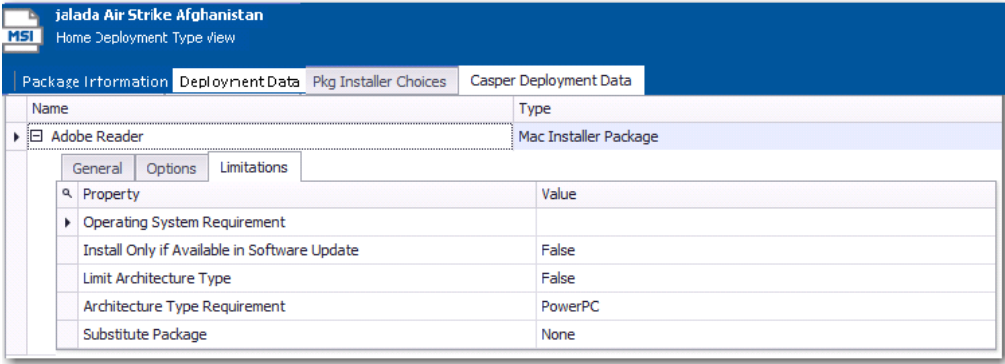 jalada Air Strike Afghanistan
MSI
Home Deployment Type View
Package Information Deployment Data Pkg Installer Choices Casper Deployment Data
Name Type
Adobe Reader Mac Installer Package
General Options Limitations
Property Value
Operating System Requirement
Install Only if Available in Software Update False
Limit Architecture Type False
Architecture Type Requirement PowerPC
Substitute Package None